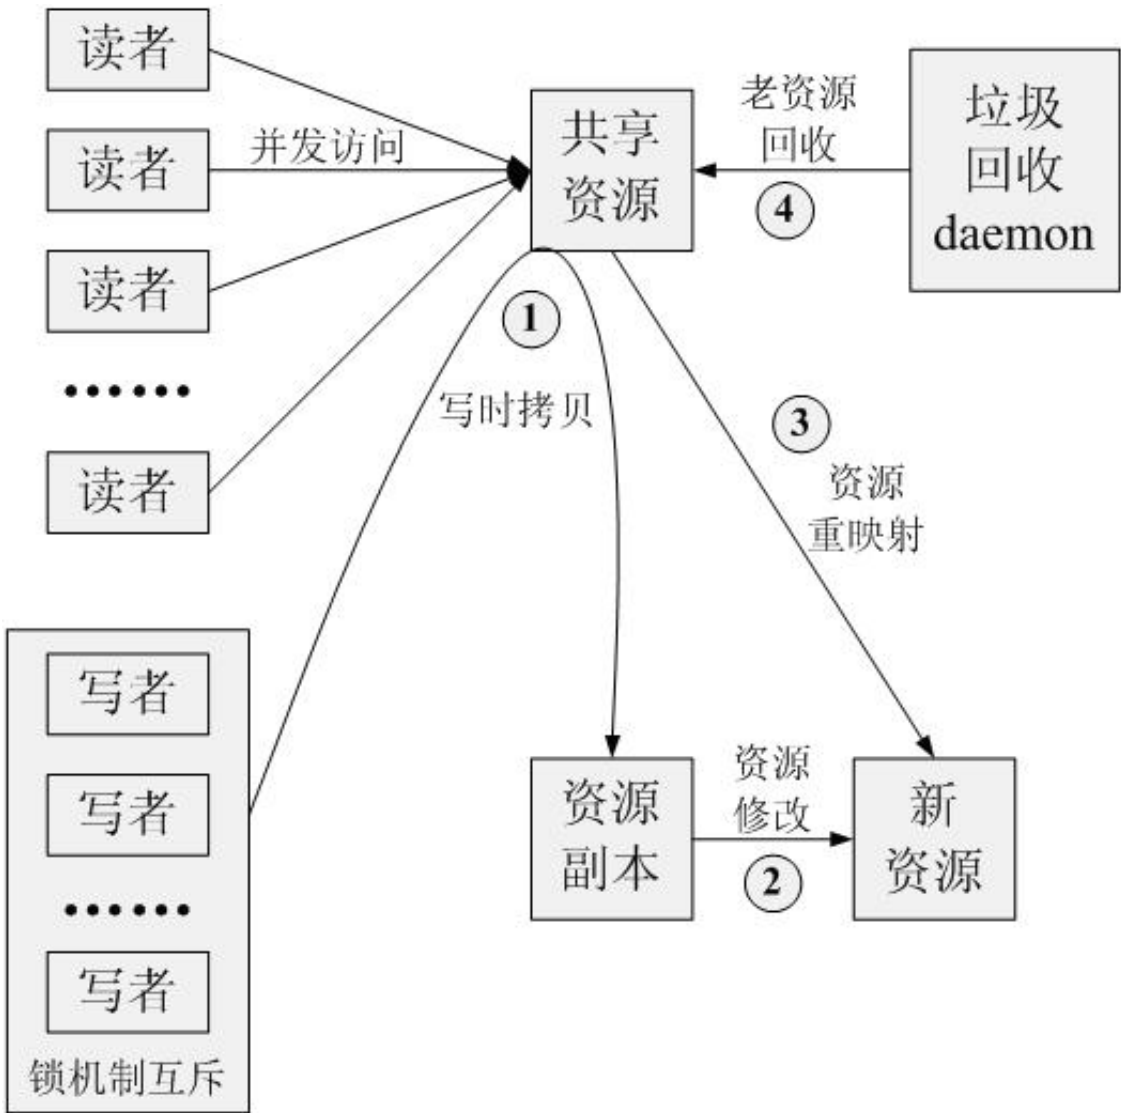 读者
读者
并发访问
读者
••••••
读者
共享
资源
老资源
回收
④
垃圾
回收
daemon
①
写时拷贝
③
资源
重映射
写者
写者
••••••
写者
锁机制互斥
资源
副本
资源
修改
②
新
资源